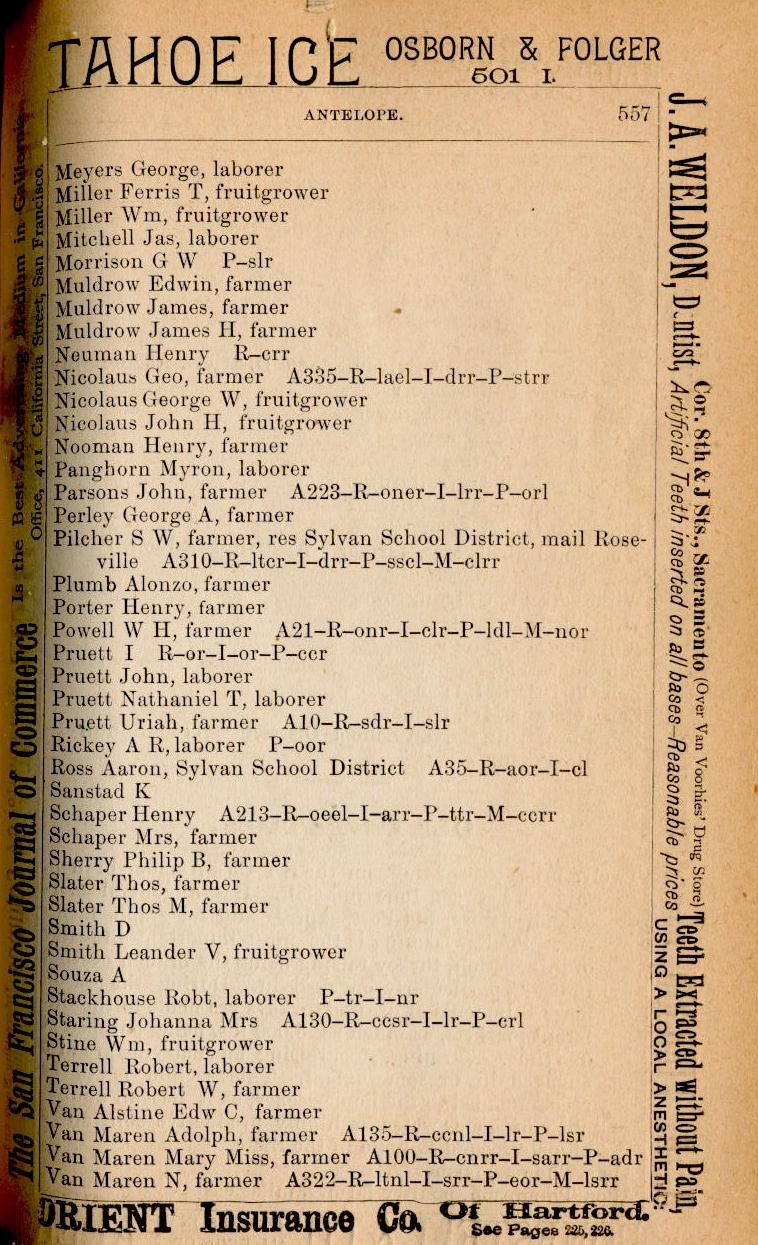 TAHOE ICE OSBORN & FOLGER
501 I.
ANTELOPE. 557
Meyers George, laborer
Miller Ferris T, fruitgrower
Miller Wm, fruitgrower
Mitchell Jas, laborer
Morrison G W P–slr
Muldrow Edwin, farmer
Muldrow James, farmer
Muldrow James H, farmer
Neuman Henry R–crr
Nicolaus Geo, farmer A335–R–lael–I–drr–P–strr
Nicolaus George W, fruitgrower
Nicolaus John H, fruitgrower
Nooman Henry, farmer
Panghorn Myron, laborer
Parsons John, farmer A223–R–oner–I–lrr–P–orl
Perley George A, farmer
Pilcher S W, farmer, res Sylvan School District, mail Rose-
ville A310–R–ltcr–I–drr–P–sscl–M–clrr
Plumb Alonzo, farmer
Porter Henry, farmer
Powell W H, farmer A21–R–onr–I–clr–P–ldl–M–nor
Pruett I R–or–I–or–P–ccr
Pruett John, laborer
Pruett Nathaniel T, laborer
Pruett Uriah, farmer A10–R–sdr–I–slr
Rickey A R, laborer P–oor
Ross Aaron, Sylvan School District A35–R–aor–I–cl
Sanstad K
Schaper Henry A213–R–oeel–I–arr–P–ttr–M–ccrr
Schaper Mrs, farmer
Sherry Philip B, farmer
Slater Thos, farmer
Slater Thos M, farmer
Smith D
Smith Leander V, fruitgrower
Souza A
Stackhouse Robt, laborer P–tr–I–nr
Staring Johanna Mrs A130–R–ccsr–I–lr–P–crl
Stine Wm, fruitgrower
Terrell Robert, laborer
Terrell Robert W, farmer
Van Alstine Edw C, farmer
Van Maren Adolph, farmer A135–R–ccnl–I–lr–P–lsr
Van Maren Mary Miss, farmer A100–R–cnrr–I–sarr–P–adr
Van Maren N, farmer A322–R–ltnl–I–srr–P–eor–M–lsrr
ORIENT Insurance Co. Of Hartford.
See Pages 225, 226.
The San Francisco Journal of Commerce Is the Best Advertising Medium in California.
Office, 411 California Street, San Francisco.
J. A. WELDON, Dentist, Cor. 8th & J Sts., Sacramento (Over Van Voorhies' Drug Store) Teeth Extracted without Pain,
Artificial Teeth inserted on all bases–Reasonable prices USING A LOCAL ANESTHETIC.